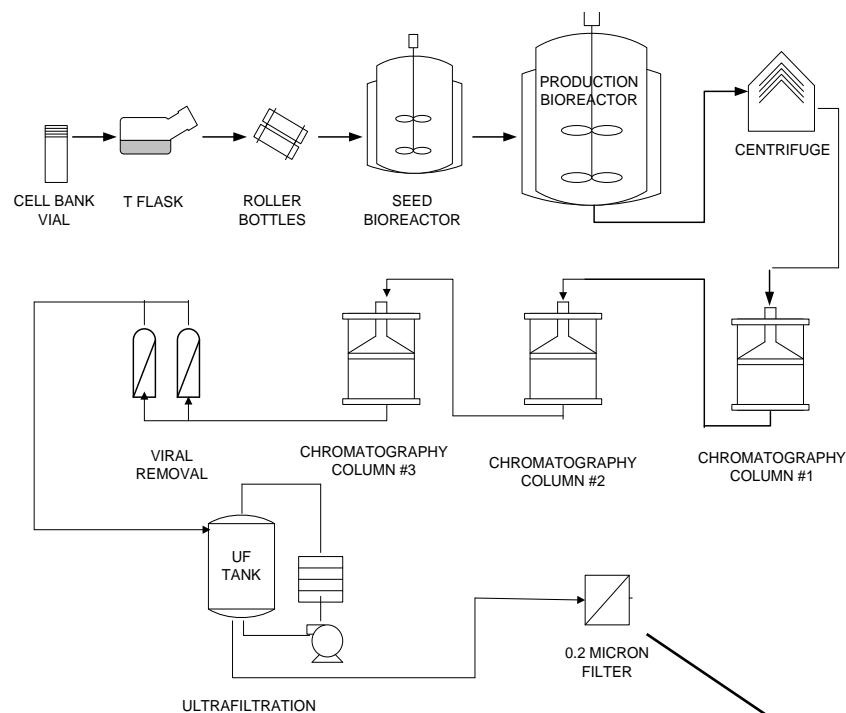 PRODUCTION
BIOREACTOR
CENTRIFUGE
CELL BANK
VIAL
T FLASK
ROLLER
BOTTLES
SEED
BIOREACTOR
VIRAL
REMOVAL
CHROMATOGRAPHY
COLUMN #3
CHROMATOGRAPHY
COLUMN #2
CHROMATOGRAPHY
COLUMN #1
UF
TANK
0.2 MICRON
FILTER
ULTRAFILTRATION